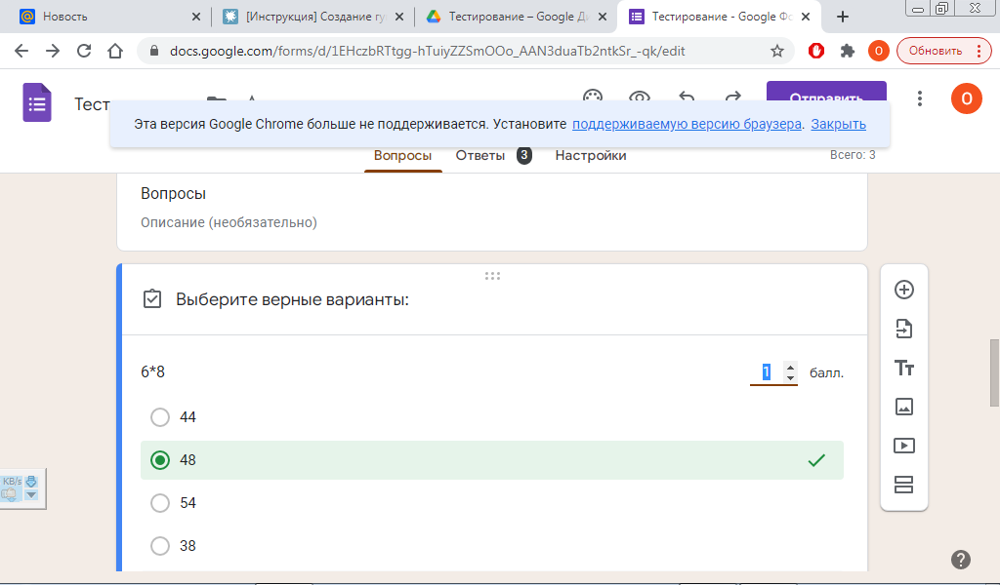 Новость
[Инструкция] Создание гу
Тестирование – Google Ди
Тестирование - Google Фо
docs.google.com/forms/d/1EHczbRTtgg-hTuiyZZSmOOo_AAN3duaTb2ntkSr_-qk/edit
O
Обновить
Тест
Отправить
O
Эта версия Google Chrome больше не поддерживается. Установите поддерживаемую версию браузера. Закрыть
Вопросы
Ответы 3
Настройки
Всего: 3
Вопросы
Описание (необязательно)
Выберите верные варианты:
6*8
1 балл.
44
48
54
38
KB/s